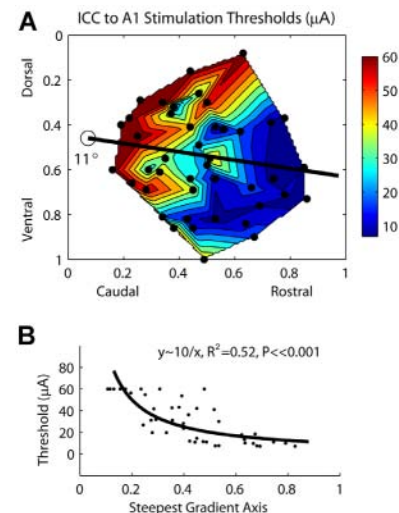 A
ICC to A1 Stimulation Thresholds (μA)
0
0.2
0.4
0.6
0.8
1
Dorsal
Ventral
11°
0 0.2 0.4 0.6 0.8 1
Caudal Rostral
60
50
40
30
20
10
B
y~10/x, R²=0.52, P<<0.001
80
60
40
20
0
Threshold (μA)
0 0.2 0.4 0.6 0.8 1
Steepest Gradient Axis